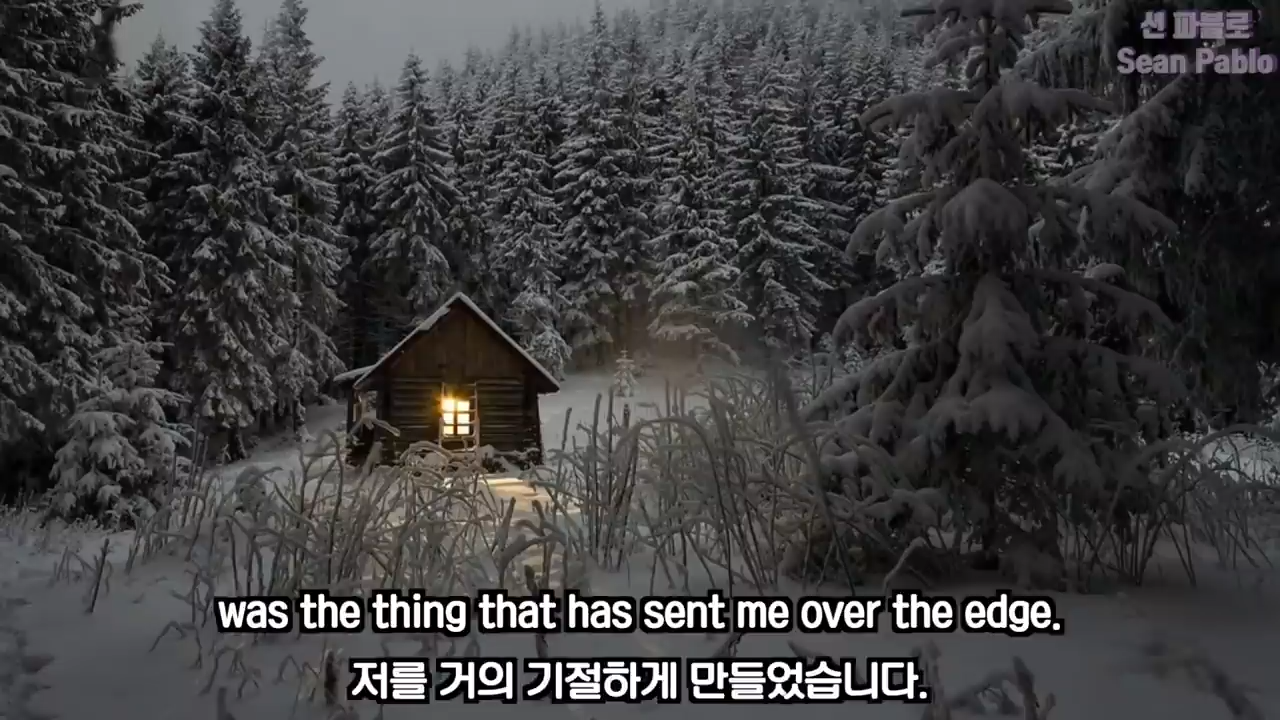 션 파블로
Sean Pablo
was the thing that has sent me over the edge.
저를 거의 기절하게 만들었습니다.